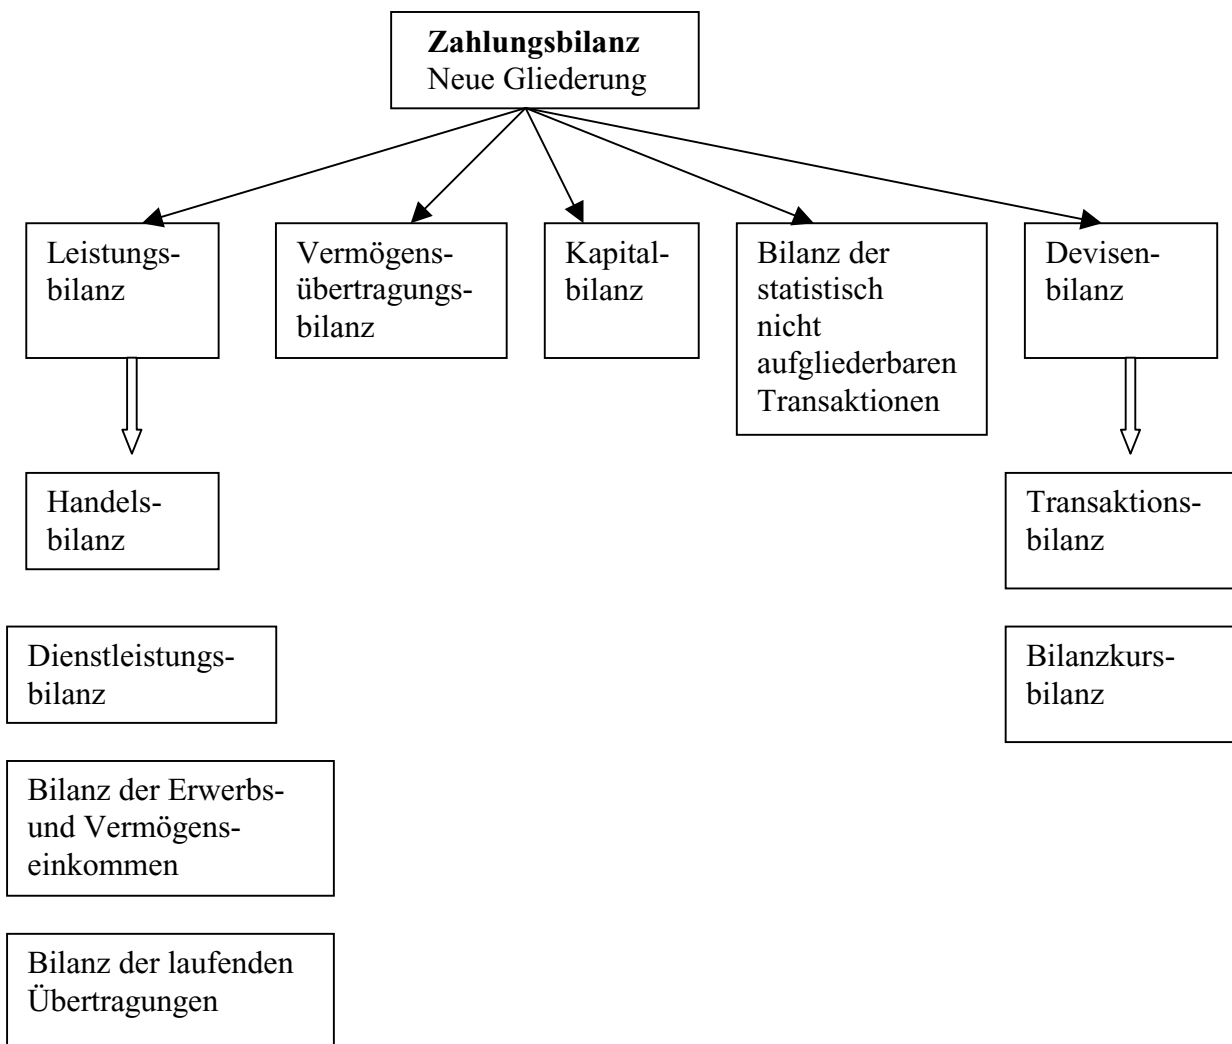 Zahlungsbilanz
Neue Gliederung
Leistungs-
bilanz
Vermögens-
übertragungs-
bilanz
Kapital-
bilanz
Bilanz der
statistisch
nicht
aufgliederbaren
Transaktionen
Devisen-
bilanz
Handels-
bilanz
Transaktions-
bilanz
Dienstleistungs-
bilanz
Bilanzkurs-
bilanz
Bilanz der Erwerbs-
und Vermögens-
einkommen
Bilanz der laufenden
Übertragungen